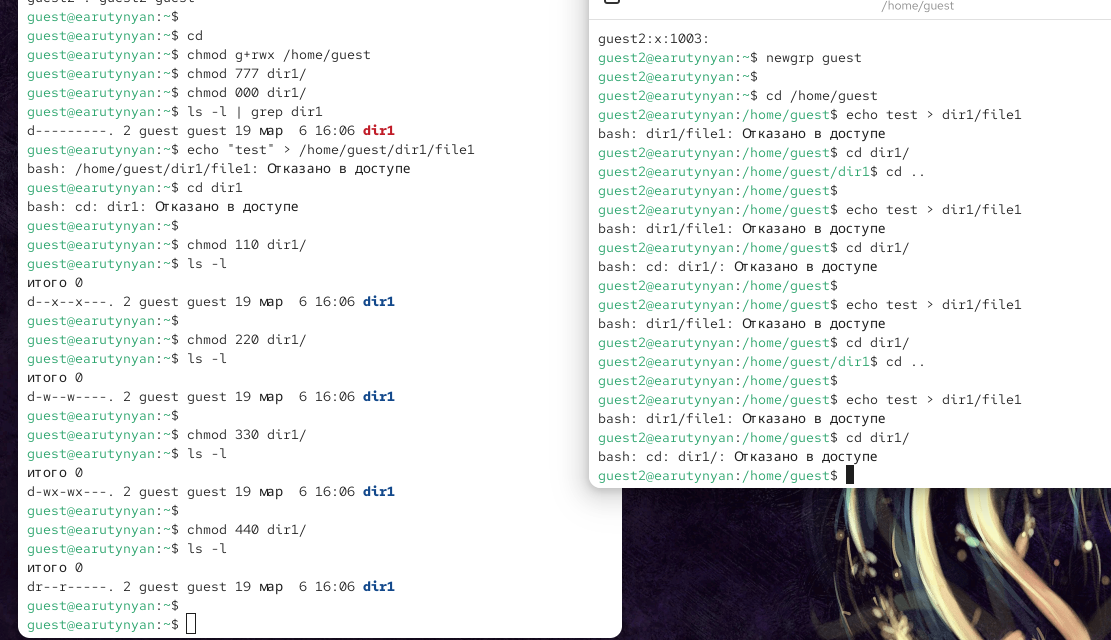 guest@earutynyan:~$
guest@earutynyan:~$ cd
guest@earutynyan:~$ chmod g+rwx /home/guest
guest@earutynyan:~$ chmod 777 dir1/
guest@earutynyan:~$ chmod 000 dir1/
guest@earutynyan:~$ ls -l | grep dir1
d---------. 2 guest guest 19 мар  6 16:06 dir1
guest@earutynyan:~$ echo "test" > /home/guest/dir1/file1
bash: /home/guest/dir1/file1: Отказано в доступе
guest@earutynyan:~$ cd dir1
bash: cd: dir1: Отказано в доступе
guest@earutynyan:~$
guest@earutynyan:~$ chmod 110 dir1/
guest@earutynyan:~$ ls -l
итого 0
d--x--x---. 2 guest guest 19 мар  6 16:06 dir1
guest@earutynyan:~$
guest@earutynyan:~$ chmod 220 dir1/
guest@earutynyan:~$ ls -l
итого 0
d-w--w----. 2 guest guest 19 мар  6 16:06 dir1
guest@earutynyan:~$
guest@earutynyan:~$ chmod 330 dir1/
guest@earutynyan:~$ ls -l
итого 0
d-wx-wx---. 2 guest guest 19 мар  6 16:06 dir1
guest@earutynyan:~$
guest@earutynyan:~$ chmod 440 dir1/
guest@earutynyan:~$ ls -l
итого 0
dr--r-----. 2 guest guest 19 мар  6 16:06 dir1
guest@earutynyan:~$
guest@earutynyan:~$
/home/guest
guest2:x:1003:
guest2@earutynyan:~$ newgrp guest
guest2@earutynyan:~$
guest2@earutynyan:~$ cd /home/guest
guest2@earutynyan:/home/guest$ echo test > dir1/file1
bash: dir1/file1: Отказано в доступе
guest2@earutynyan:/home/guest$ cd dir1/
guest2@earutynyan:/home/guest/dir1$ cd ..
guest2@earutynyan:/home/guest$
guest2@earutynyan:/home/guest$ echo test > dir1/file1
bash: dir1/file1: Отказано в доступе
guest2@earutynyan:/home/guest$ cd dir1/
bash: cd: dir1/: Отказано в доступе
guest2@earutynyan:/home/guest$
guest2@earutynyan:/home/guest$ echo test > dir1/file1
bash: dir1/file1: Отказано в доступе
guest2@earutynyan:/home/guest$ cd dir1/
guest2@earutynyan:/home/guest/dir1$ cd ..
guest2@earutynyan:/home/guest$
guest2@earutynyan:/home/guest$ echo test > dir1/file1
bash: dir1/file1: Отказано в доступе
guest2@earutynyan:/home/guest$ cd dir1/
bash: cd: dir1/: Отказано в доступе
guest2@earutynyan:/home/guest$